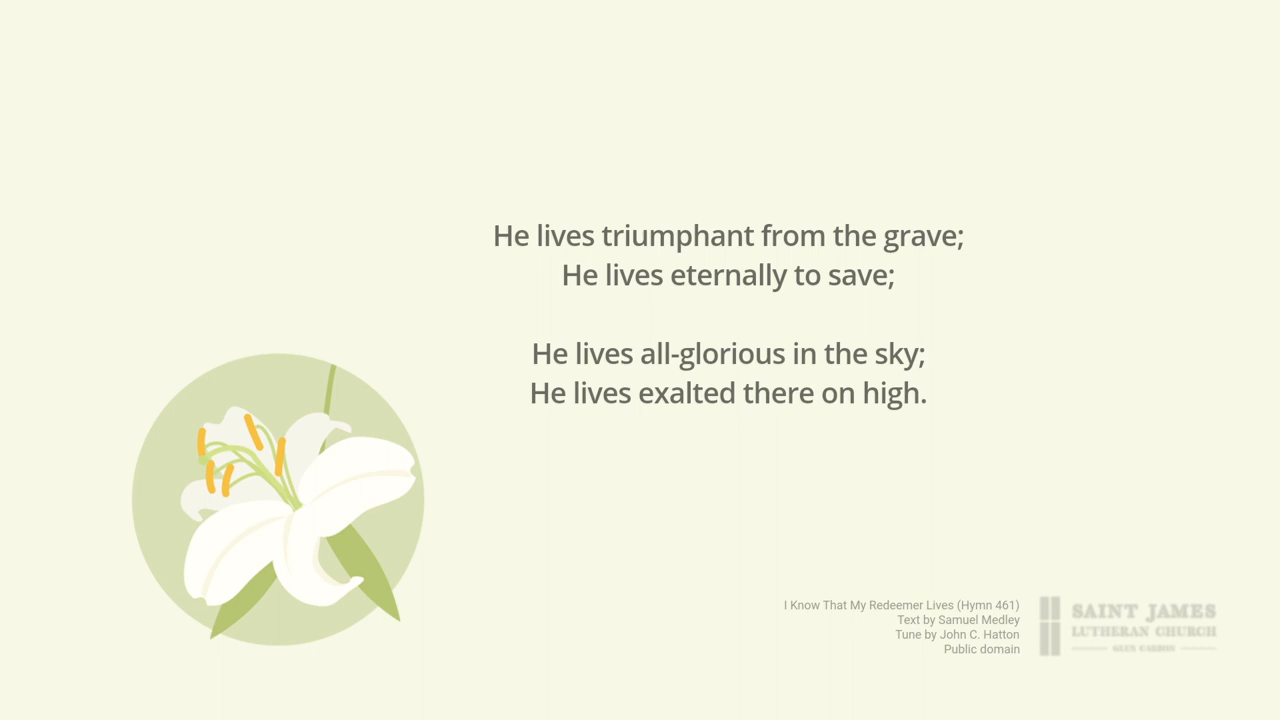 He lives triumphant from the grave;
He lives eternally to save;
He lives all-glorious in the sky;
He lives exalted there on high.
I Know That My Redeemer Lives (Hymn 461)
Text by Samuel Medley
Tune by John C. Hatton
Public domain
SAINT JAMES
LUTHERAN CHURCH
GLEN CARBON